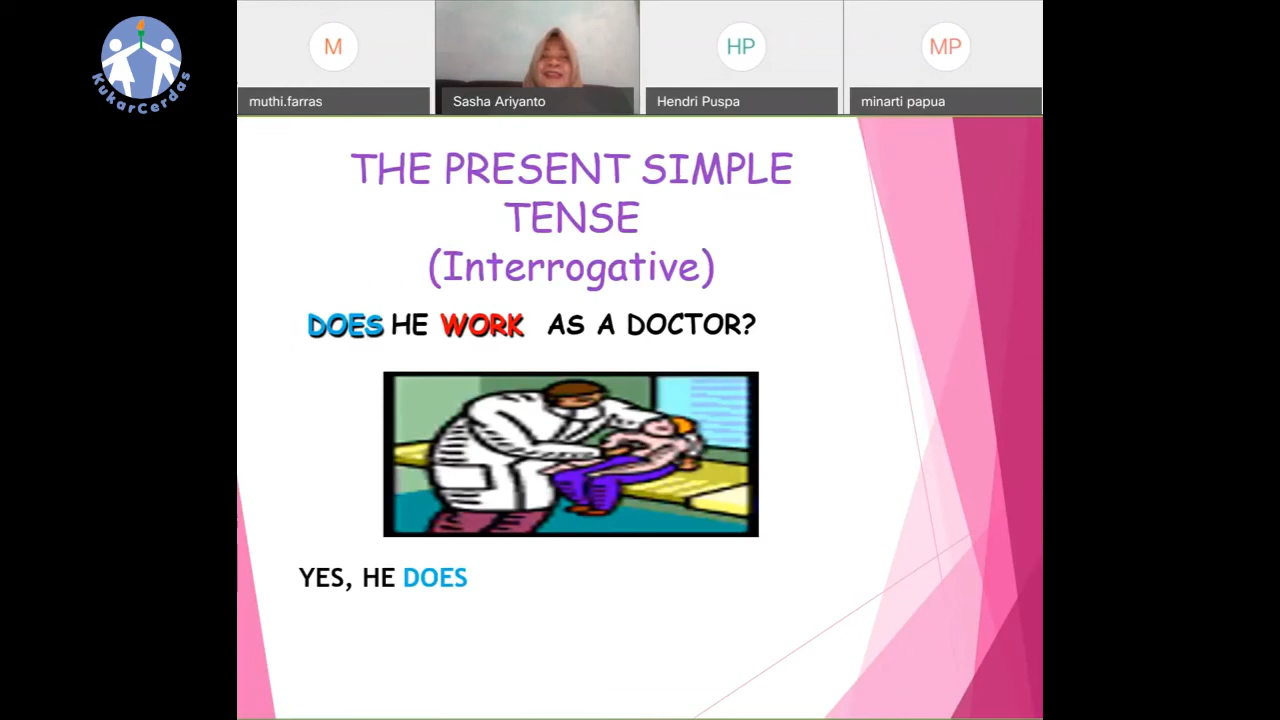 KukarCerdas
M
HP
MP
muthi.farras
Sasha Ariyanto
Hendri Puspa
minarti papua
THE PRESENT SIMPLE
TENSE
(Interrogative)
DOES HE WORK AS A DOCTOR?
YES, HE DOES